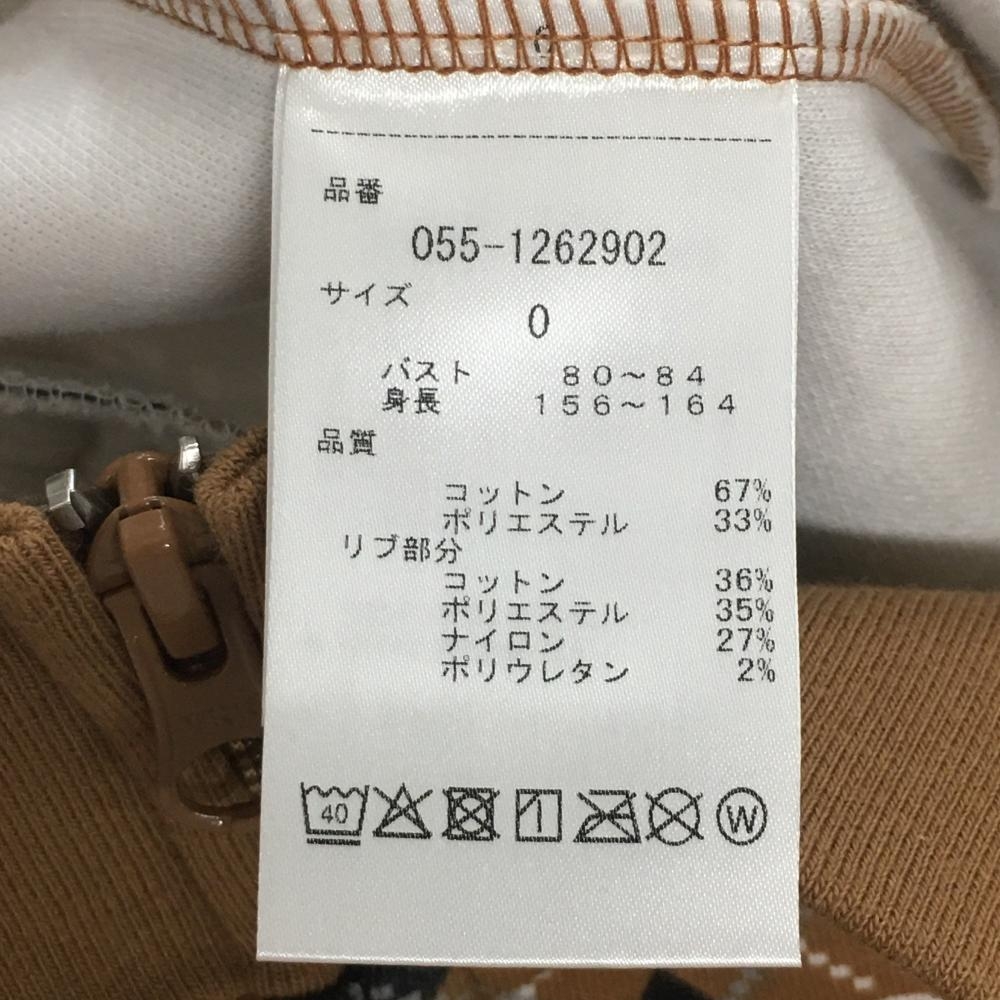 品番
055-1262902
サイズ
0
バスト 80～84
身長 156～164
品質
コットン 67%
ポリエステル 33%
リブ部分
コットン 36%
ポリエステル 35%
ナイロン 27%
ポリウレタン 2%
40
W